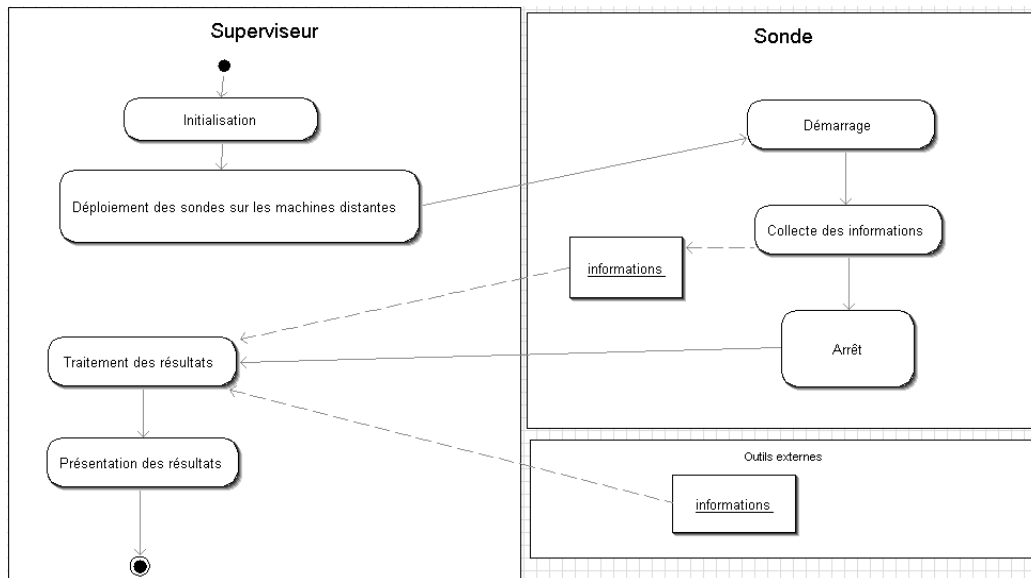 Superviseur
Initialisation
Déploiement des sondes sur les machines distantes
Traitement des résultats
Présentation des résultats
Sonde
Démarrage
Collecte des informations
informations
Arrêt
Outils externes
informations